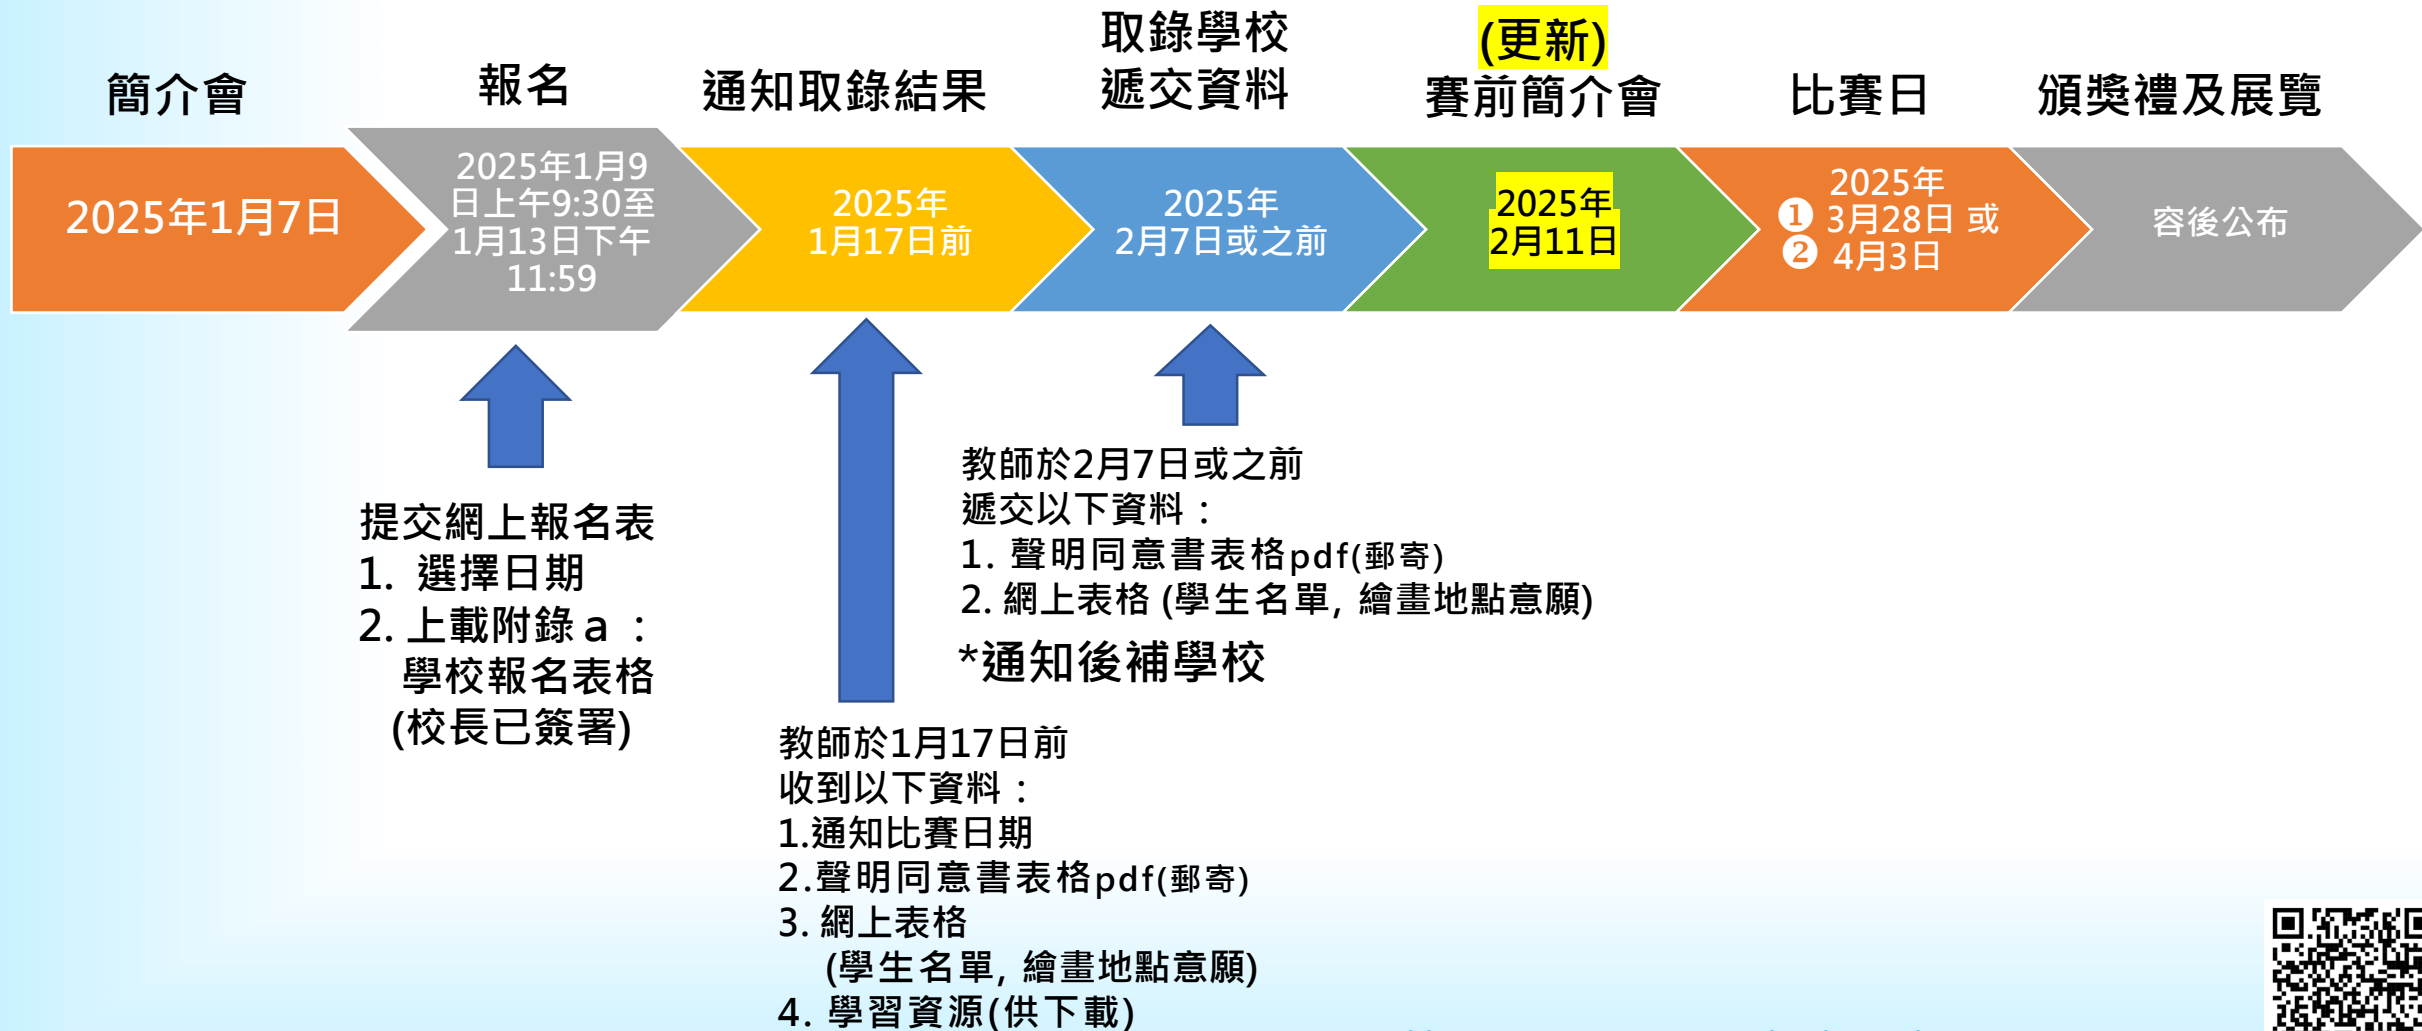 簡介會
報名
通知取錄結果
取錄學校
遞交資料
(更新)
賽前簡介會
比賽日
頒獎禮及展覽
2025年1月7日
2025年1月9
日上午9:30至
1月13日下午
11:59
2025年
1月17日前
2025年
2月7日或之前
2025年
2月11日
2025年
❶ 3月28日 或
❷ 4月3日
容後公布
提交網上報名表
1. 選擇日期
2. 上載附錄a：
學校報名表格
(校長已簽署)
教師於2月7日或之前
遞交以下資料：
1. 聲明同意書表格pdf(郵寄)
2. 網上表格 (學生名單, 繪畫地點意願)
*通知後補學校
教師於1月17日前
收到以下資料：
1.通知比賽日期
2.聲明同意書表格pdf(郵寄)
3. 網上表格
(學生名單, 繪畫地點意願)
4. 學習資源(供下載)